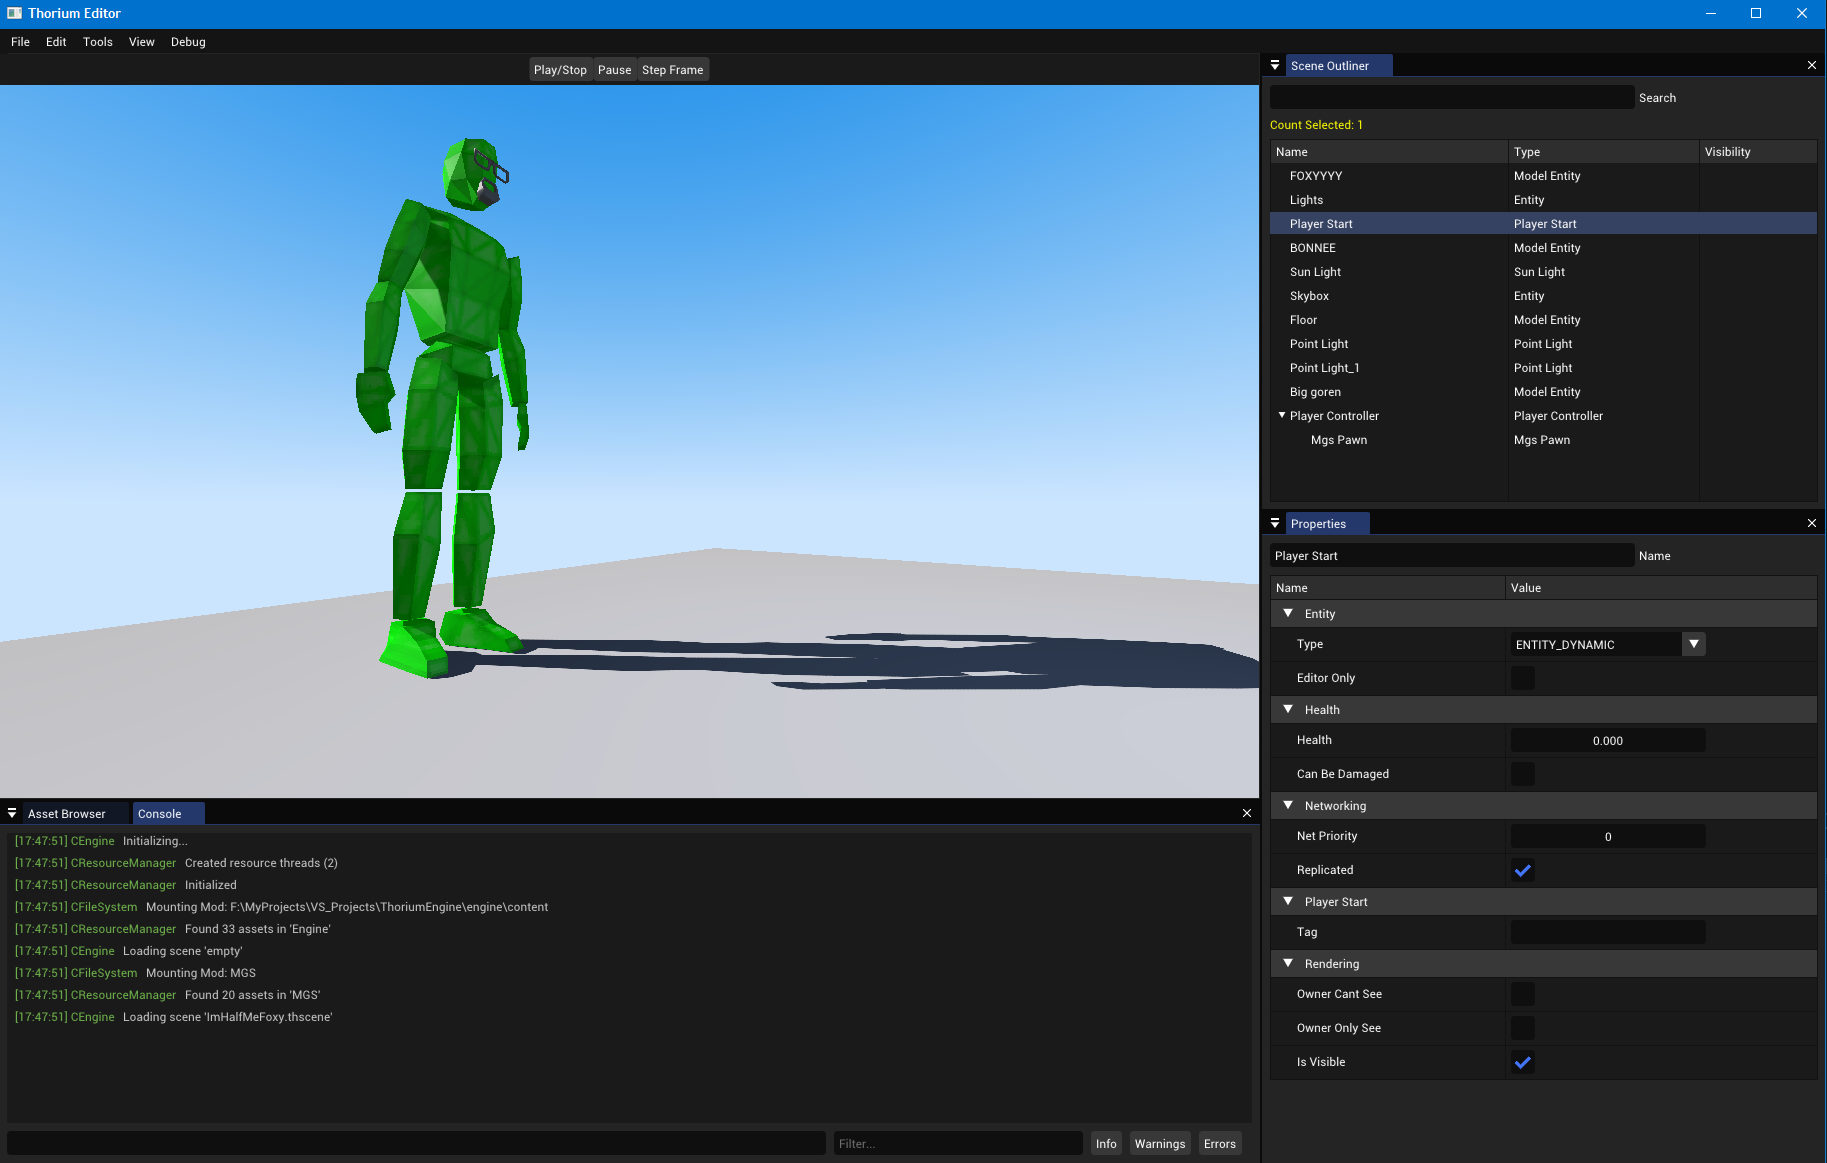 Thorium Editor
File Edit Tools View Debug
Play/Stop Pause Step Frame
Scene Outliner
Search
Count Selected: 1
Name Type Visibility
FOXYYYY Model Entity
Lights Entity
Player Start Player Start
BONNEE Model Entity
Sun Light Sun Light
Skybox Entity
Floor Model Entity
Point Light Point Light
Point Light_1 Point Light
Big goren Model Entity
Player Controller Player Controller
Mgs Pawn Mgs Pawn
Properties
Player Start Name
Name Value
Entity
Type ENTITY_DYNAMIC
Editor Only
Health
Health 0.000
Can Be Damaged
Networking
Net Priority 0
Replicated
Player Start
Tag
Rendering
Owner Cant See
Owner Only See
Is Visible
Asset Browser Console
[17:47:51] CEngine Initializing...
[17:47:51] CResourceManager Created resource threads (2)
[17:47:51] CResourceManager Initialized
[17:47:51] CFileSystem Mounting Mod: F:\MyProjects\VS_Projects\ThoriumEngine\engine\content
[17:47:51] CResourceManager Found 33 assets in 'Engine'
[17:47:51] CEngine Loading scene 'empty'
[17:47:51] CFileSystem Mounting Mod: MGS
[17:47:51] CResourceManager Found 20 assets in 'MGS'
[17:47:51] CEngine Loading scene 'ImHalfMeFoxy.thscene'
Filter... Info Warnings Errors